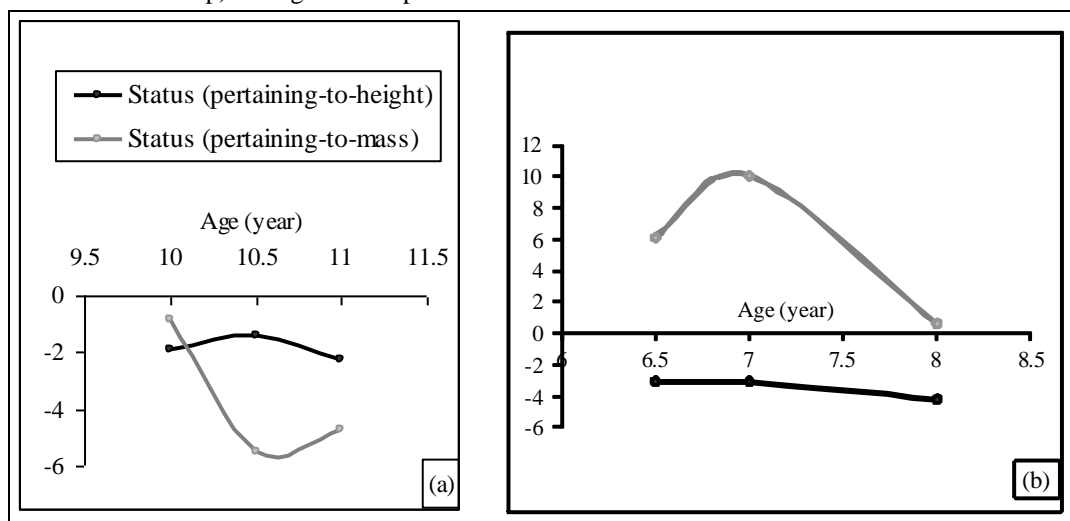 Status (pertaining-to-height)
Status (pertaining-to-mass)
Age (year)
9.5 10 10.5 11 11.5
0
-2
-4
-6
(a)
12
10
8
6
4
2
0
-2
-4
-6
Age (year)
6 6.5 7 7.5 8 8.5
(b)